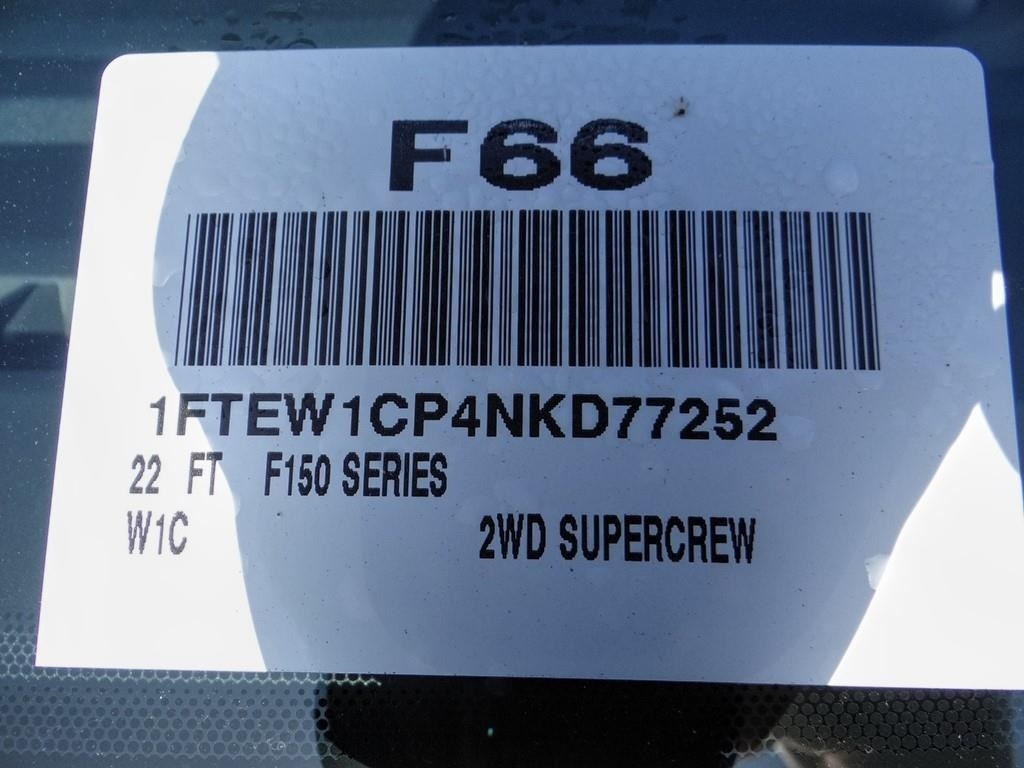 F66
1FTEW1CP4NKD77252
22 FT F150 SERIES
W1C 2WD SUPERCREW